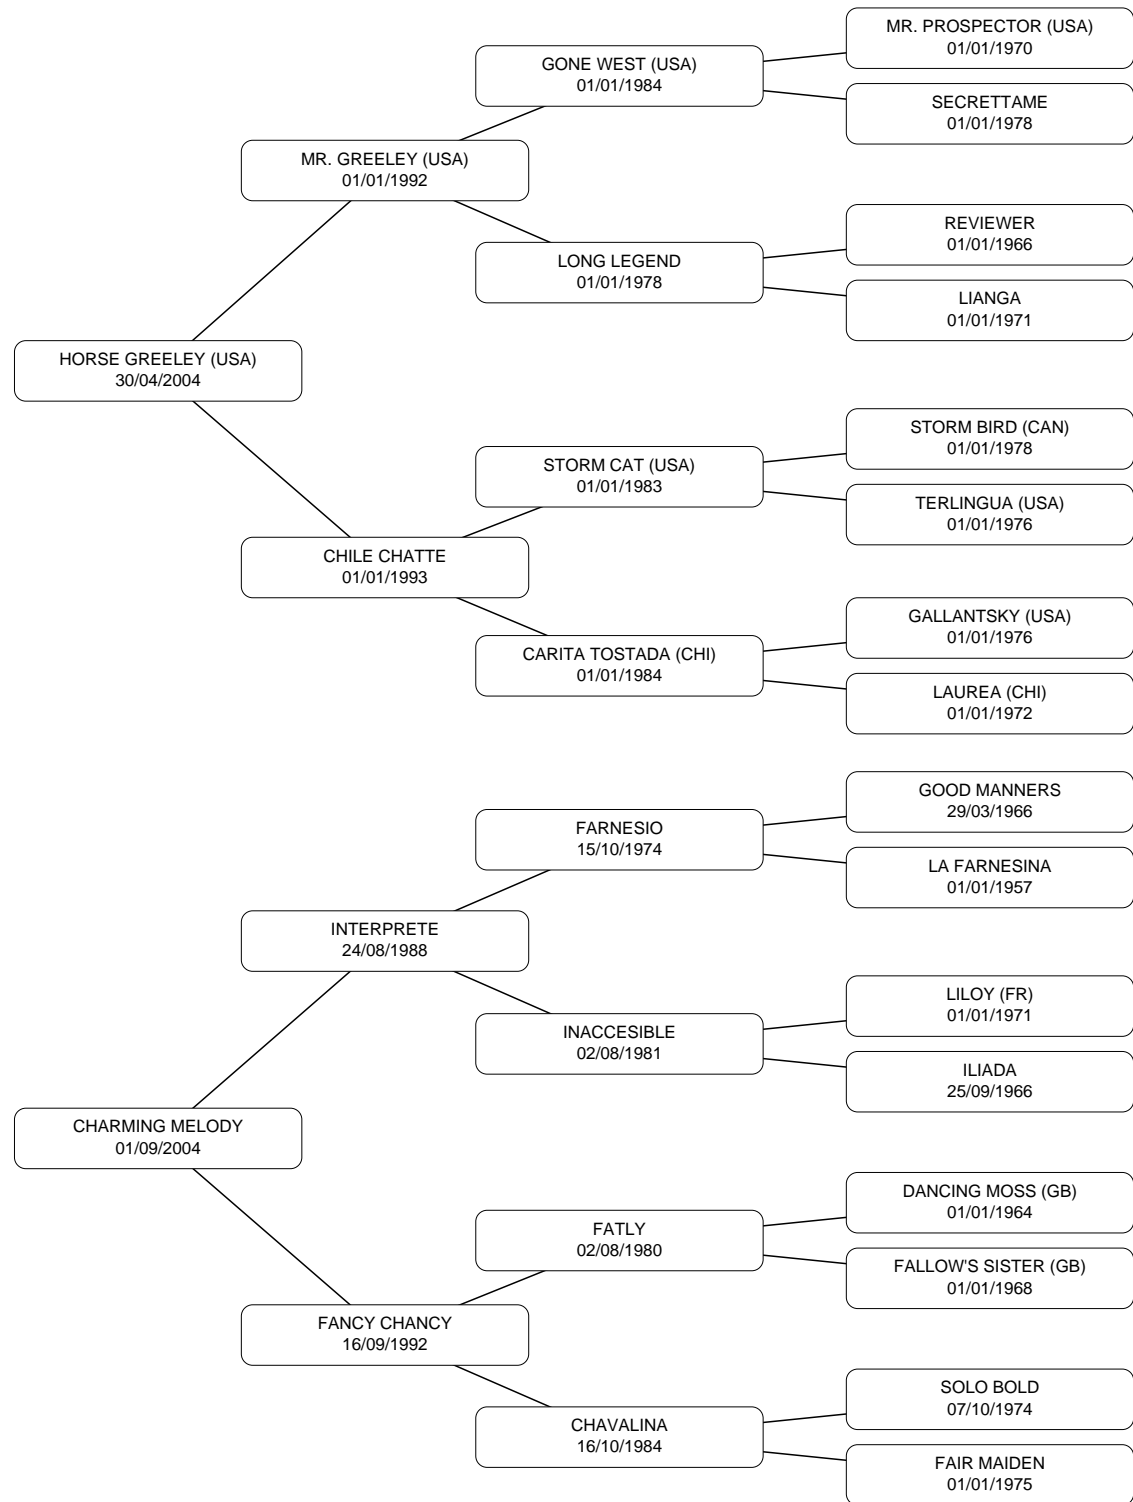 MR. PROSPECTOR (USA)
01/01/1970
GONE WEST (USA)
01/01/1984
SECRETTAME
01/01/1978
MR. GREELEY (USA)
01/01/1992
REVIEWER
01/01/1966
LONG LEGEND
01/01/1978
LIANGA
01/01/1971
HORSE GREELEY (USA)
30/04/2004
STORM BIRD (CAN)
01/01/1978
STORM CAT (USA)
01/01/1983
TERLINGUA (USA)
01/01/1976
CHILE CHATTE
01/01/1993
GALLANTSKY (USA)
01/01/1976
CARITA TOSTADA (CHI)
01/01/1984
LAUREA (CHI)
01/01/1972
GOOD MANNERS
29/03/1966
FARNESIO
15/10/1974
LA FARNESINA
01/01/1957
INTERPRETE
24/08/1988
LILOY (FR)
01/01/1971
INACCESIBLE
02/08/1981
ILIADA
25/09/1966
CHARMING MELODY
01/09/2004
DANCING MOSS (GB)
01/01/1964
FATLY
02/08/1980
FALLOW'S SISTER (GB)
01/01/1968
FANCY CHANCY
16/09/1992
SOLO BOLD
07/10/1974
CHAVALINA
16/10/1984
FAIR MAIDEN
01/01/1975